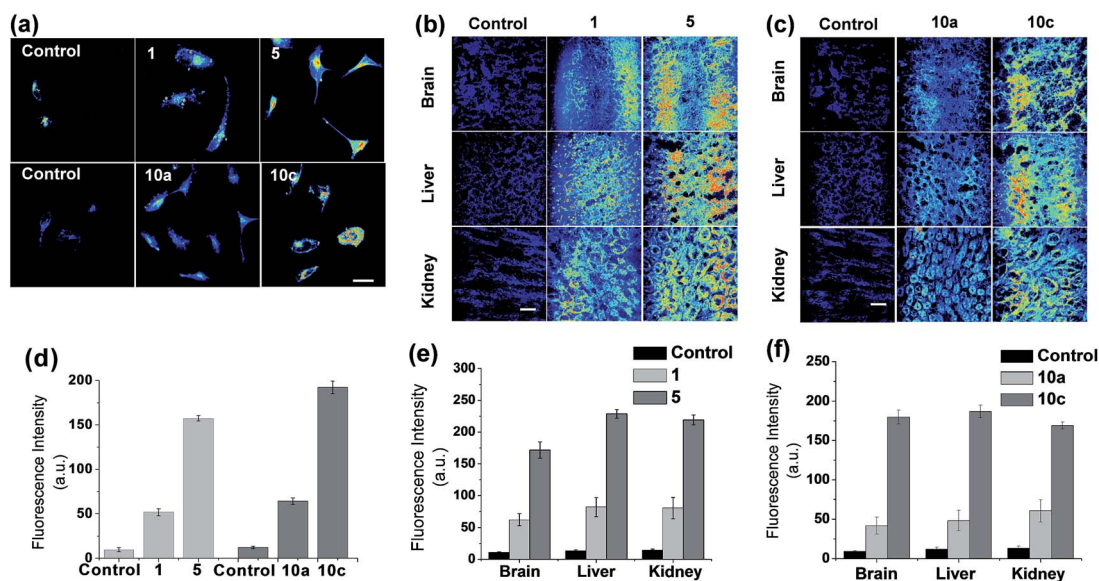 (a)
Control 1 5
Control 10a 10c
(b)
Control 1 5
Brain
Liver
Kidney
(c)
Control 10a 10c
Brain
Liver
Kidney
(d)
Fluorescence Intensity
(a.u.)
200
150
100
50
0
Control 1 5 Control 10a 10c
(e)
Control
1
5
Fluorescence Intensity
(a.u.)
300
250
200
150
100
50
0
Brain Liver Kidney
(f)
Control
10a
10c
Fluorescence Intensity
(a.u.)
250
200
150
100
50
0
Brain Liver Kidney